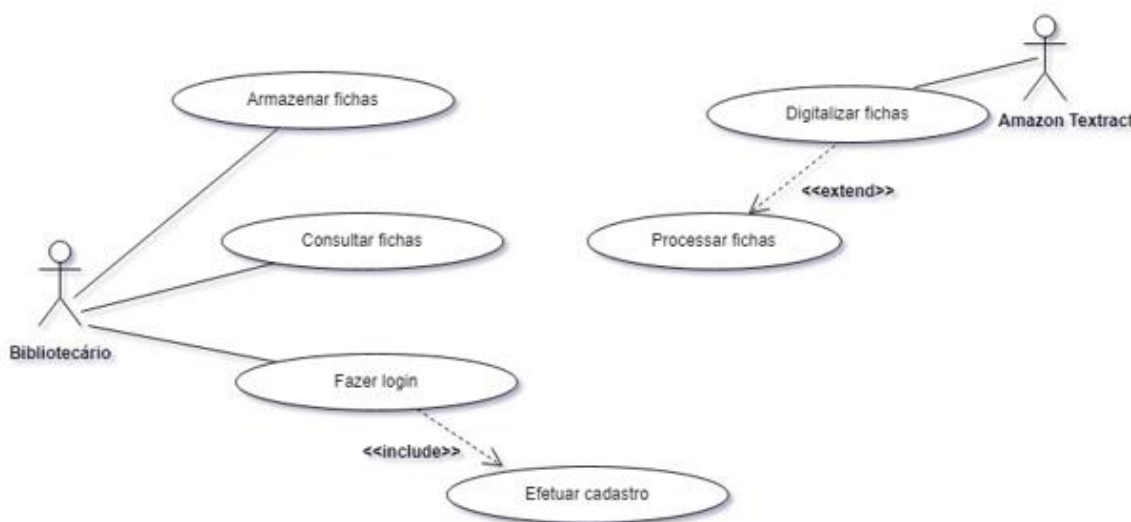 Armazenar fichas
Digitalizar fichas
Amazon Textract
<<extend>>
Consultar fichas
Processar fichas
Bibliotecário
Fazer login
<<include>>
Efetuar cadastro